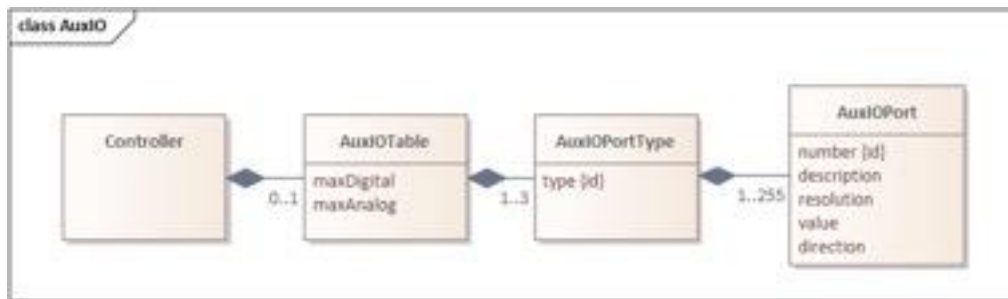 class AuxIO
Controller
0..1
AuxIOTable
maxDigital
maxAnalog
1..3
AuxIOPortType
type {id}
1..255
AuxIOPort
number {id}
description
resolution
value
direction